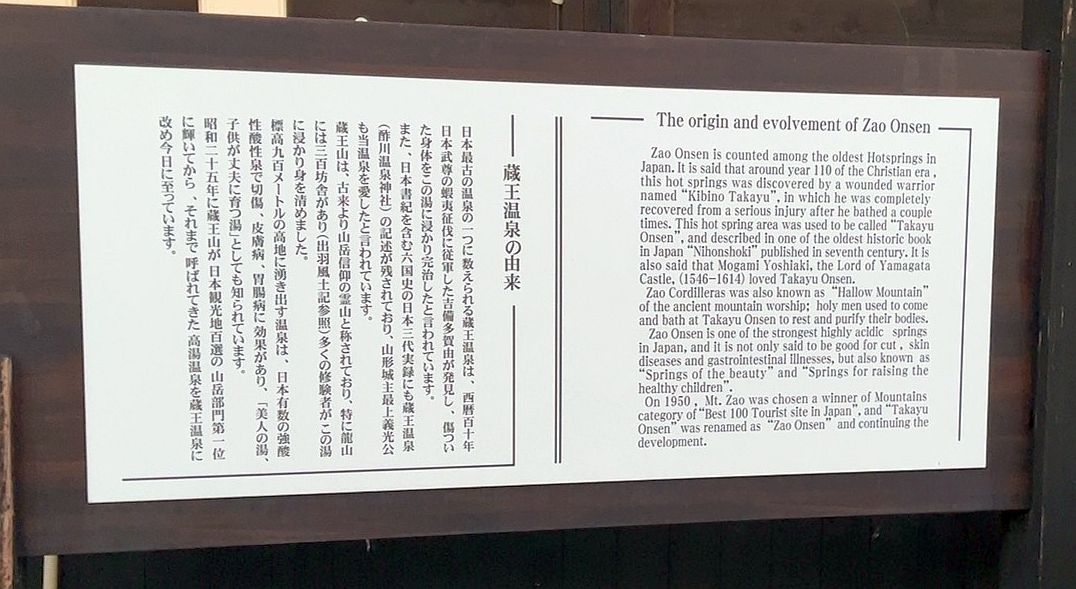 蔵王温泉の由来
日本最古の温泉の一つに数えられる蔵王温泉は、西暦百十年
日本武尊の蝦夷征伐に従軍した吉備多賀由が発見し、傷つい
た身体をこの湯に浸かり完治したと言われています。
また、日本書紀を含む六国史の日本三代実録にも蔵王温泉
(酢川温泉神社)の記述が残されており、山形城主最上義光公
も当温泉を愛したと言われています。
蔵王山は、古来より山岳信仰の霊山と称されており、特に龍山
には三百坊舎があり(出羽風土記参照)多くの修験者がこの湯
に浸かり身を清めました。
標高九百メートルの高地に湧き出す温泉は、日本有数の強酸
性酸性泉で切傷、皮膚病、胃腸病に効果があり、「美人の湯、
子供が丈夫に育つ湯」としても知られています。
昭和二十五年に蔵王山が日本観光地百選の山岳部門第一位
に輝いてから、それまで呼ばれてきた高湯温泉を蔵王温泉に
改め今日に至っています。
The origin and evolvement of Zao Onsen
Zao Onsen is counted among the oldest Hotsprings in
Japan. It is said that around year 110 of the Christian era ,
this hot springs was discovered by a wounded warrior
named "Kibino Takayu", in which he was completely
recovered from a serious injury after he bathed a couple
times. This hot spring area was used to be called "Takayu
Onsen", and described in one of the oldest historic book
in Japan "Nihonshoki" published in seventh century. It is
also said that Mogami Yoshiaki, the Lord of Yamagata
Castle, (1546-1614) loved Takayu Onsen.
Zao Cordilleras was also known as "Hallow Mountain"
of the ancient mountain worship; holy men used to come
and bath at Takayu Onsen to rest and purify their bodies.
Zao Onsen is one of the strongest highly acidic springs
in Japan, and it is not only said to be good for cut , skin
diseases and gastrointestinal illnesses, but also known as
"Springs of the beauty" and "Springs for raising the
healthy children".
On 1950 , Mt. Zao was chosen a winner of Mountains
category of "Best 100 Tourist site in Japan", and "Takayu
Onsen" was renamed as "Zao Onsen" and continuing the
development.